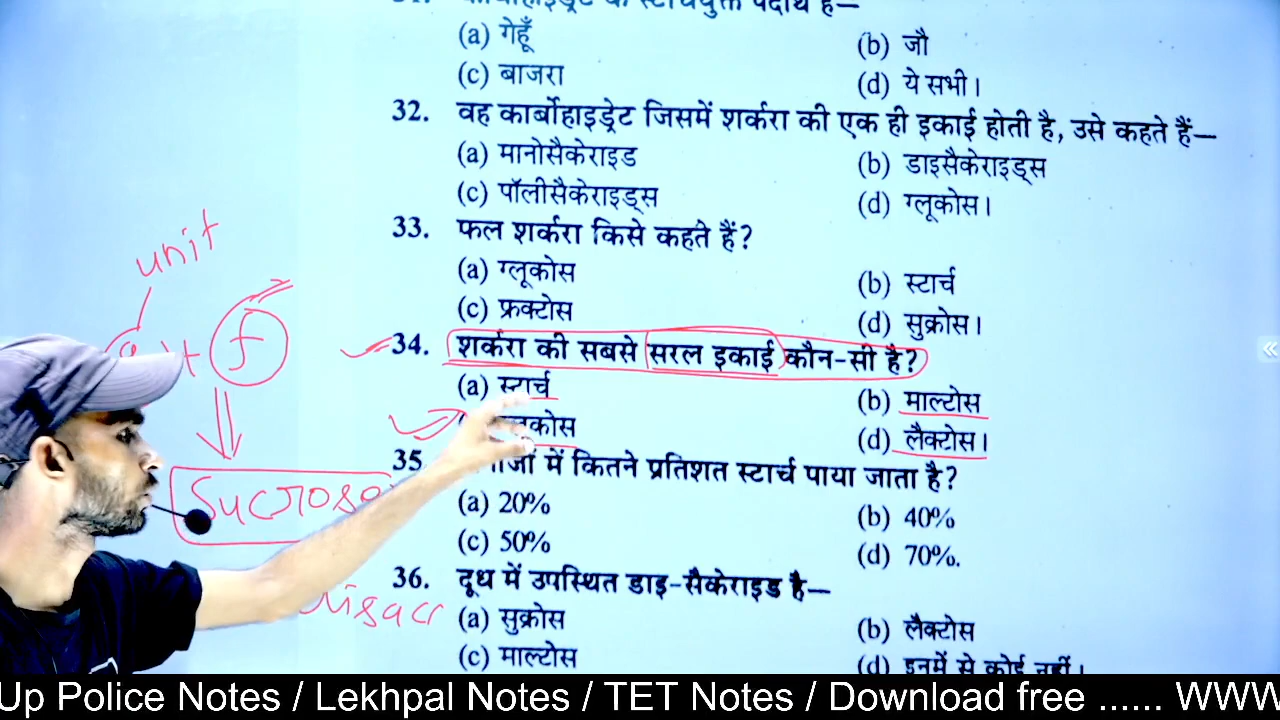 (a) गेहूँ (b) जौ
(c) बाजरा (d) ये सभी।
32. वह कार्बोहाइड्रेट जिसमें शर्करा की एक ही इकाई होती है, उसे कहते हैं—
(a) मानोसैकेराइड (b) डाइसैकेराइड्स
(c) पॉलीसैकेराइड्स (d) ग्लूकोस।
33. फल शर्करा किसे कहते हैं?
(a) ग्लूकोस (b) स्टार्च
(c) फ्रक्टोस (d) सुक्रोस।
unit
+ f
Sucrose
34. शर्करा की सबसे सरल इकाई कौन-सी है?
(a) स्टार्च (b) माल्टोस
(d) लैक्टोस।
35 में कितने प्रतिशत स्टार्च पाया जाता है?
(a) 20% (b) 40%
(c) 50% (d) 70%.
36. दूध में उपस्थित डाइ-सैकेराइड है—
(a) सुक्रोस (b) लैक्टोस
(c) माल्टोस (d) इनमें से कोई नहीं।
Up Police Notes / Lekhpal Notes / TET Notes / Download free ...... WWW